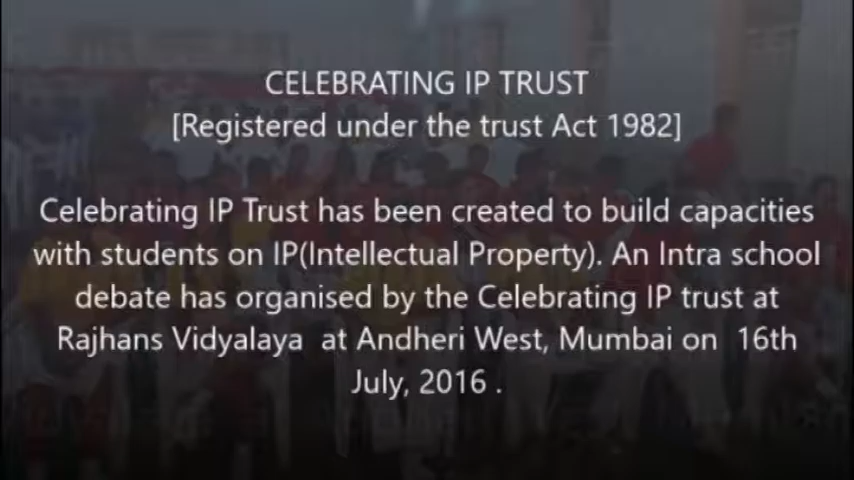 CELEBRATING IP TRUST
[Registered under the trust Act 1982]
Celebrating IP Trust has been created to build capacities
with students on IP(Intellectual Property). An Intra school
debate has organised by the Celebrating IP trust at
Rajhans Vidyalaya  at Andheri West, Mumbai on  16th
July, 2016 .